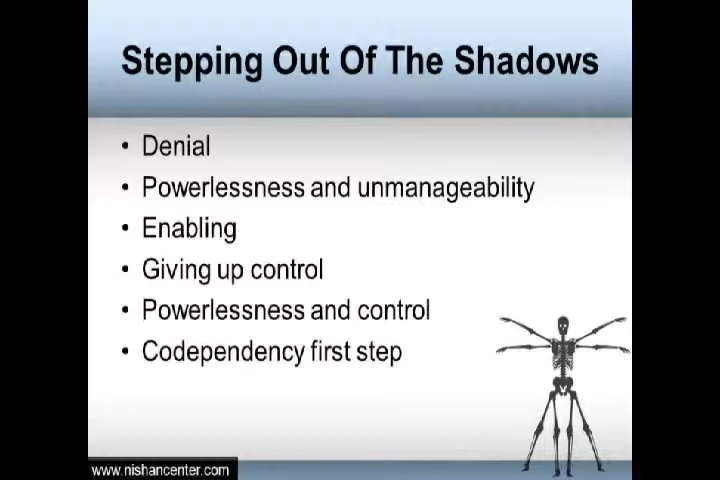 Stepping Out Of The Shadows
• Denial
• Powerlessness and unmanageability
• Enabling
• Giving up control
• Powerlessness and control
• Codependency first step
www.nishancenter.com